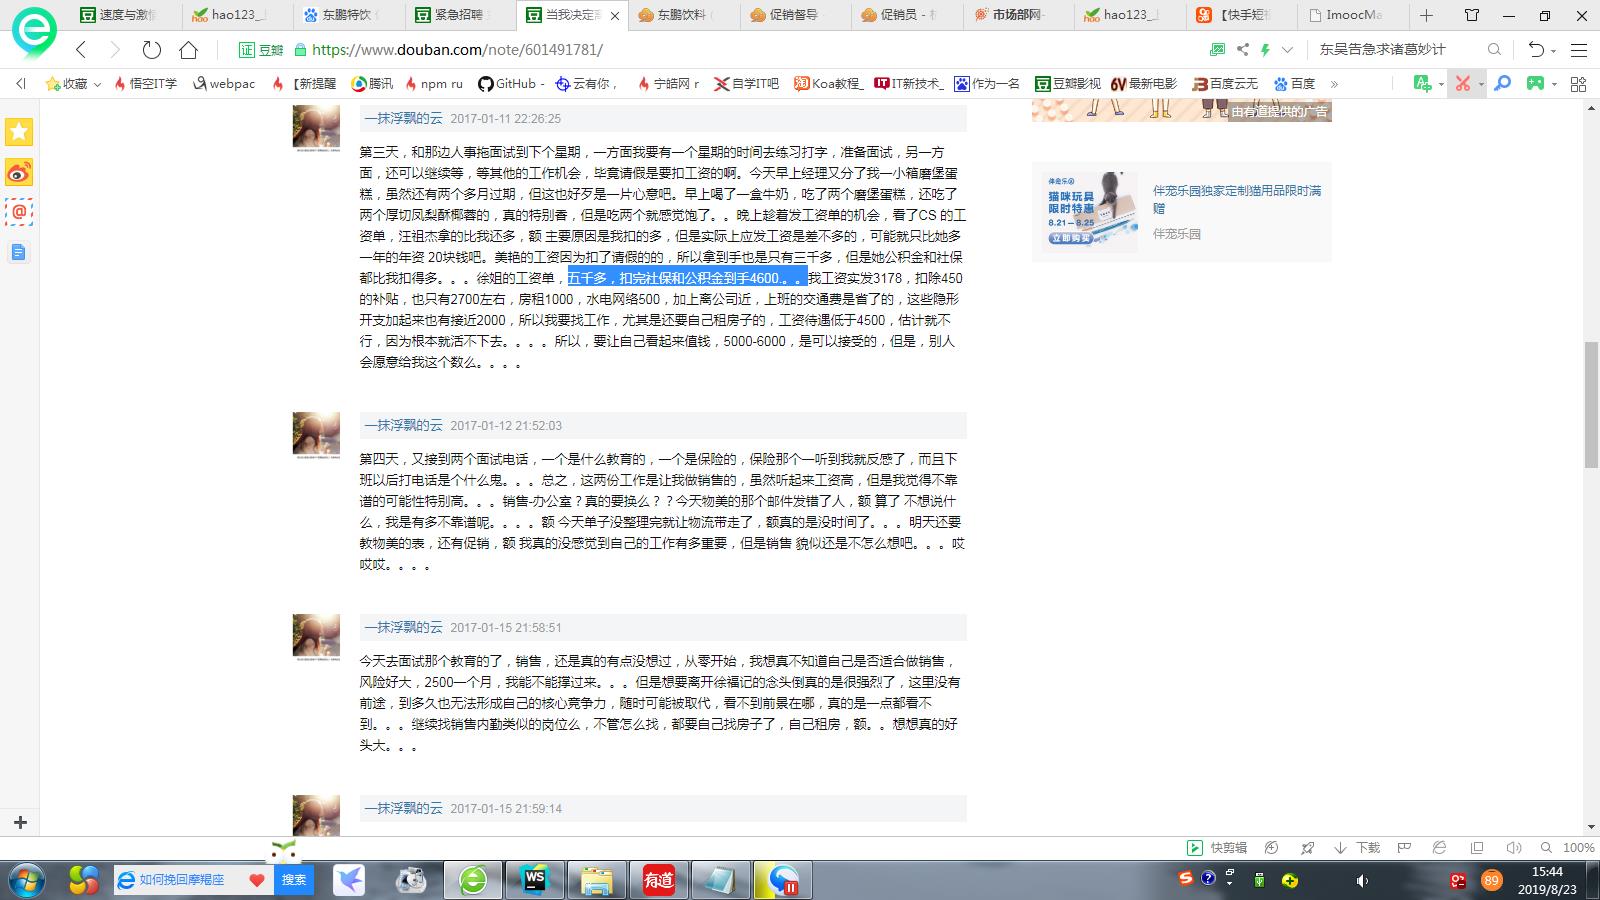 速度与激情
hao123_上
东鹏特饮（
紧急招聘
当我决定离
东鹏饮料（
促销督导
促销员 -
市场部网-
hao123_上
【快手短视
ImoocMa
证 豆瓣 https://www.douban.com/note/601491781/
东吴告急求诸葛妙计
收藏 悟空IT学 webpac 【新提醒 腾讯 npm ru GitHub - 云有你， 宁皓网 r 自学IT吧 Koa教程_ IT新技术_ 作为一名 豆瓣影视 最新电影 百度云无 百度 »
由有道提供的广告
一抹浮飘的云 2017-01-11 22:26:25
第三天，和那边人事拖面试到下个星期，一方面我要有一个星期的时间去练习打字，准备面试，另一方
面，还可以继续等，等其他的工作机会，毕竟请假是要扣工资的啊。今天早上经理又分了我一小箱磨堡蛋
糕，虽然还有两个多月过期，但这也好歹是一片心意吧。早上喝了一盒牛奶，吃了两个磨堡蛋糕，还吃了
两个厚切凤梨酥椰蓉的，真的特别香，但是吃两个就感觉饱了。。晚上趁着发工资单的机会，看了CS 的工
资单，汪祖杰拿的比我还多，额 主要原因是我扣的多，但是实际上应发工资是差不多的，可能就只比她多
一年的年资 20块钱吧。美艳的工资因为扣了请假的的，所以拿到手也是只有三千多，但是她公积金和社保
都比我扣得多。。。徐姐的工资单，五千多，扣完社保和公积金到手4600.。。我工资实发3178，扣除450
的补贴，也只有2700左右，房租1000，水电网络500，加上离公司近，上班的交通费是省了的，这些隐形
开支加起来也有接近2000，所以我要找工作，尤其是还要自己租房子的，工资待遇低于4500，估计就不
行，因为根本就活不下去。。。。所以，要让自己看起来值钱，5000-6000，是可以接受的，但是，别人
会愿意给我这个数么。。。。
伴宠乐
猫咪玩具
限时特惠
8.21—8.25
立即购买
伴宠乐园独家定制猫用品限时满
赠
伴宠乐园
一抹浮飘的云 2017-01-12 21:52:03
第四天，又接到两个面试电话，一个是什么教育的，一个是保险的，保险那个一听到我就反感了，而且下
班以后打电话是个什么鬼。。。总之，这两份工作是让我做销售的，虽然听起来工资高，但是我觉得不靠
谱的可能性特别高。。。销售-办公室？真的要换么？？今天物美的那个邮件发错了人，额 算了 不想说什
么，我是有多不靠谱呢。。。。额 今天单子没整理完就让物流带走了，额真的是没时间了。。。明天还要
教物美的表，还有促销，额 我真的没感觉到自己的工作有多重要，但是销售 貌似还是不怎么想吧。。。哎
哎哎。。。。
一抹浮飘的云 2017-01-15 21:58:51
今天去面试那个教育的了，销售，还是真的有点没想过，从零开始，我想真不知道自己是否适合做销售，
风险好大，2500一个月，我能不能撑过来。。。但是想要离开徐福记的念头倒真的是很强烈了，这里没有
前途，到多久也无法形成自己的核心竞争力，随时可能被取代，看不到前景在哪，真的是一点都看不
到。。。继续找销售内勤类似的岗位么，不管怎么找，都要自己找房子了，自己租房，额。。想想真的好
头大。。。
一抹浮飘的云 2017-01-15 21:59:14
快剪辑 下载 100%
如何挽回摩羯座 搜索
WS
有道
89
15:44
2019/8/23